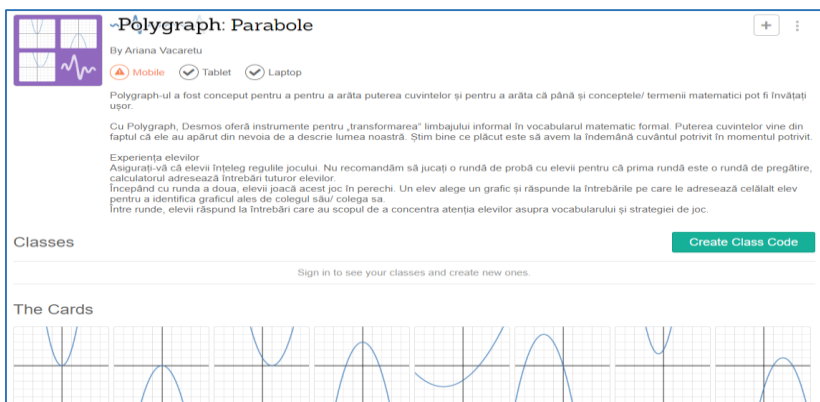 Polygraph: Parabole
By Ariana Vacaretu
Mobile Tablet Laptop
Polygraph-ul a fost conceput pentru a pentru a arăta puterea cuvintelor și pentru a arăta că până și conceptele/ termenii matematici pot fi învățați
ușor.
Cu Polygraph, Desmos oferă instrumente pentru „transformarea” limbajului informal în vocabularul matematic formal. Puterea cuvintelor vine din
faptul că ele au apărut din nevoia de a descrie lumea noastră. Știm bine ce plăcut este să avem la îndemână cuvântul potrivit în momentul potrivit.
Experiența elevilor
Asigurați-vă că elevii înțeleg regulile jocului. Nu recomandăm să jucați o rundă de probă cu elevii pentru că prima rundă este o rundă de pregătire,
calculatorul adresează întrebări tuturor elevilor.
Începând cu runda a doua, elevii joacă acest joc în perechi. Un elev alege un grafic și răspunde la întrebările pe care le adresează celălalt elev
pentru a identifica graficul ales de colegul său/ colega sa.
Între runde, elevii răspund la întrebări care au scopul de a concentra atenția elevilor asupra vocabularului și strategiei de joc.
Classes
Create Class Code
Sign in to see your classes and create new ones.
The Cards